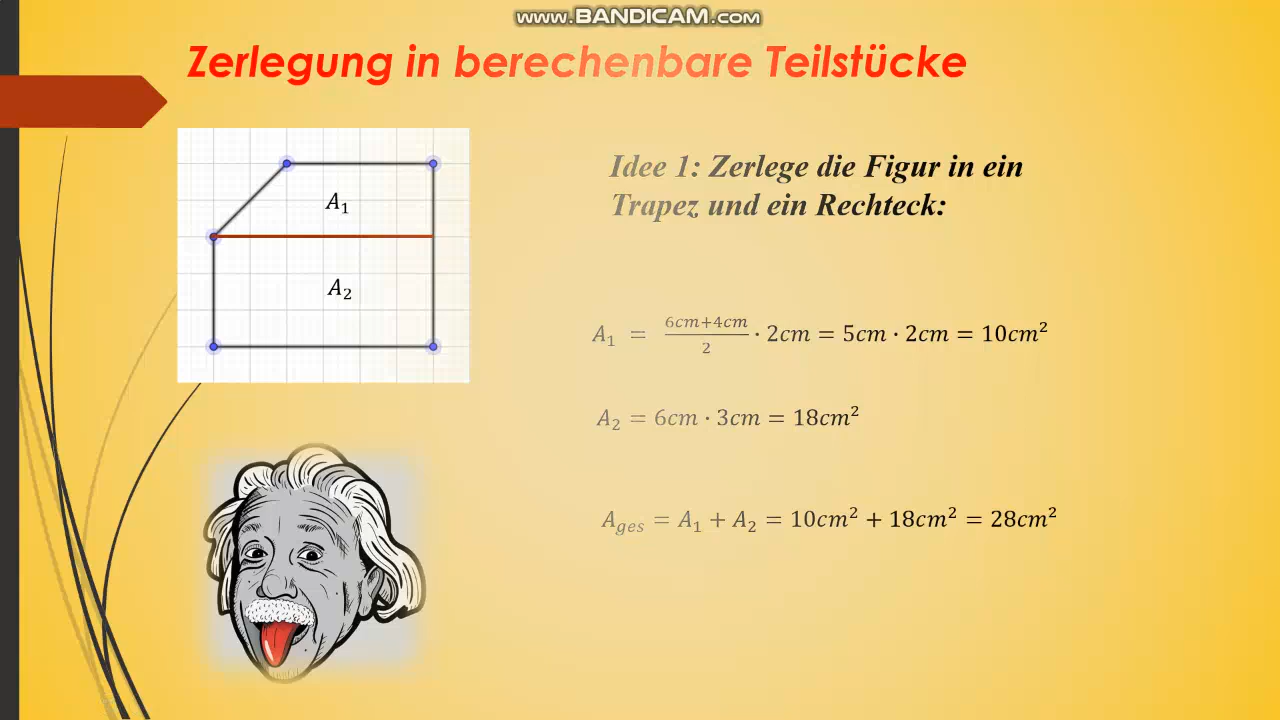 www.BANDICAM.com
Zerlegung in berechenbare Teilstücke
A₁
A₂
Idee 1: Zerlege die Figur in ein
Trapez und ein Rechteck:
A₁ = (6cm+4cm)/2 · 2cm = 5cm · 2cm = 10cm²
A₂ = 6cm · 3cm = 18cm²
A_ges = A₁ + A₂ = 10cm² + 18cm² = 28cm²